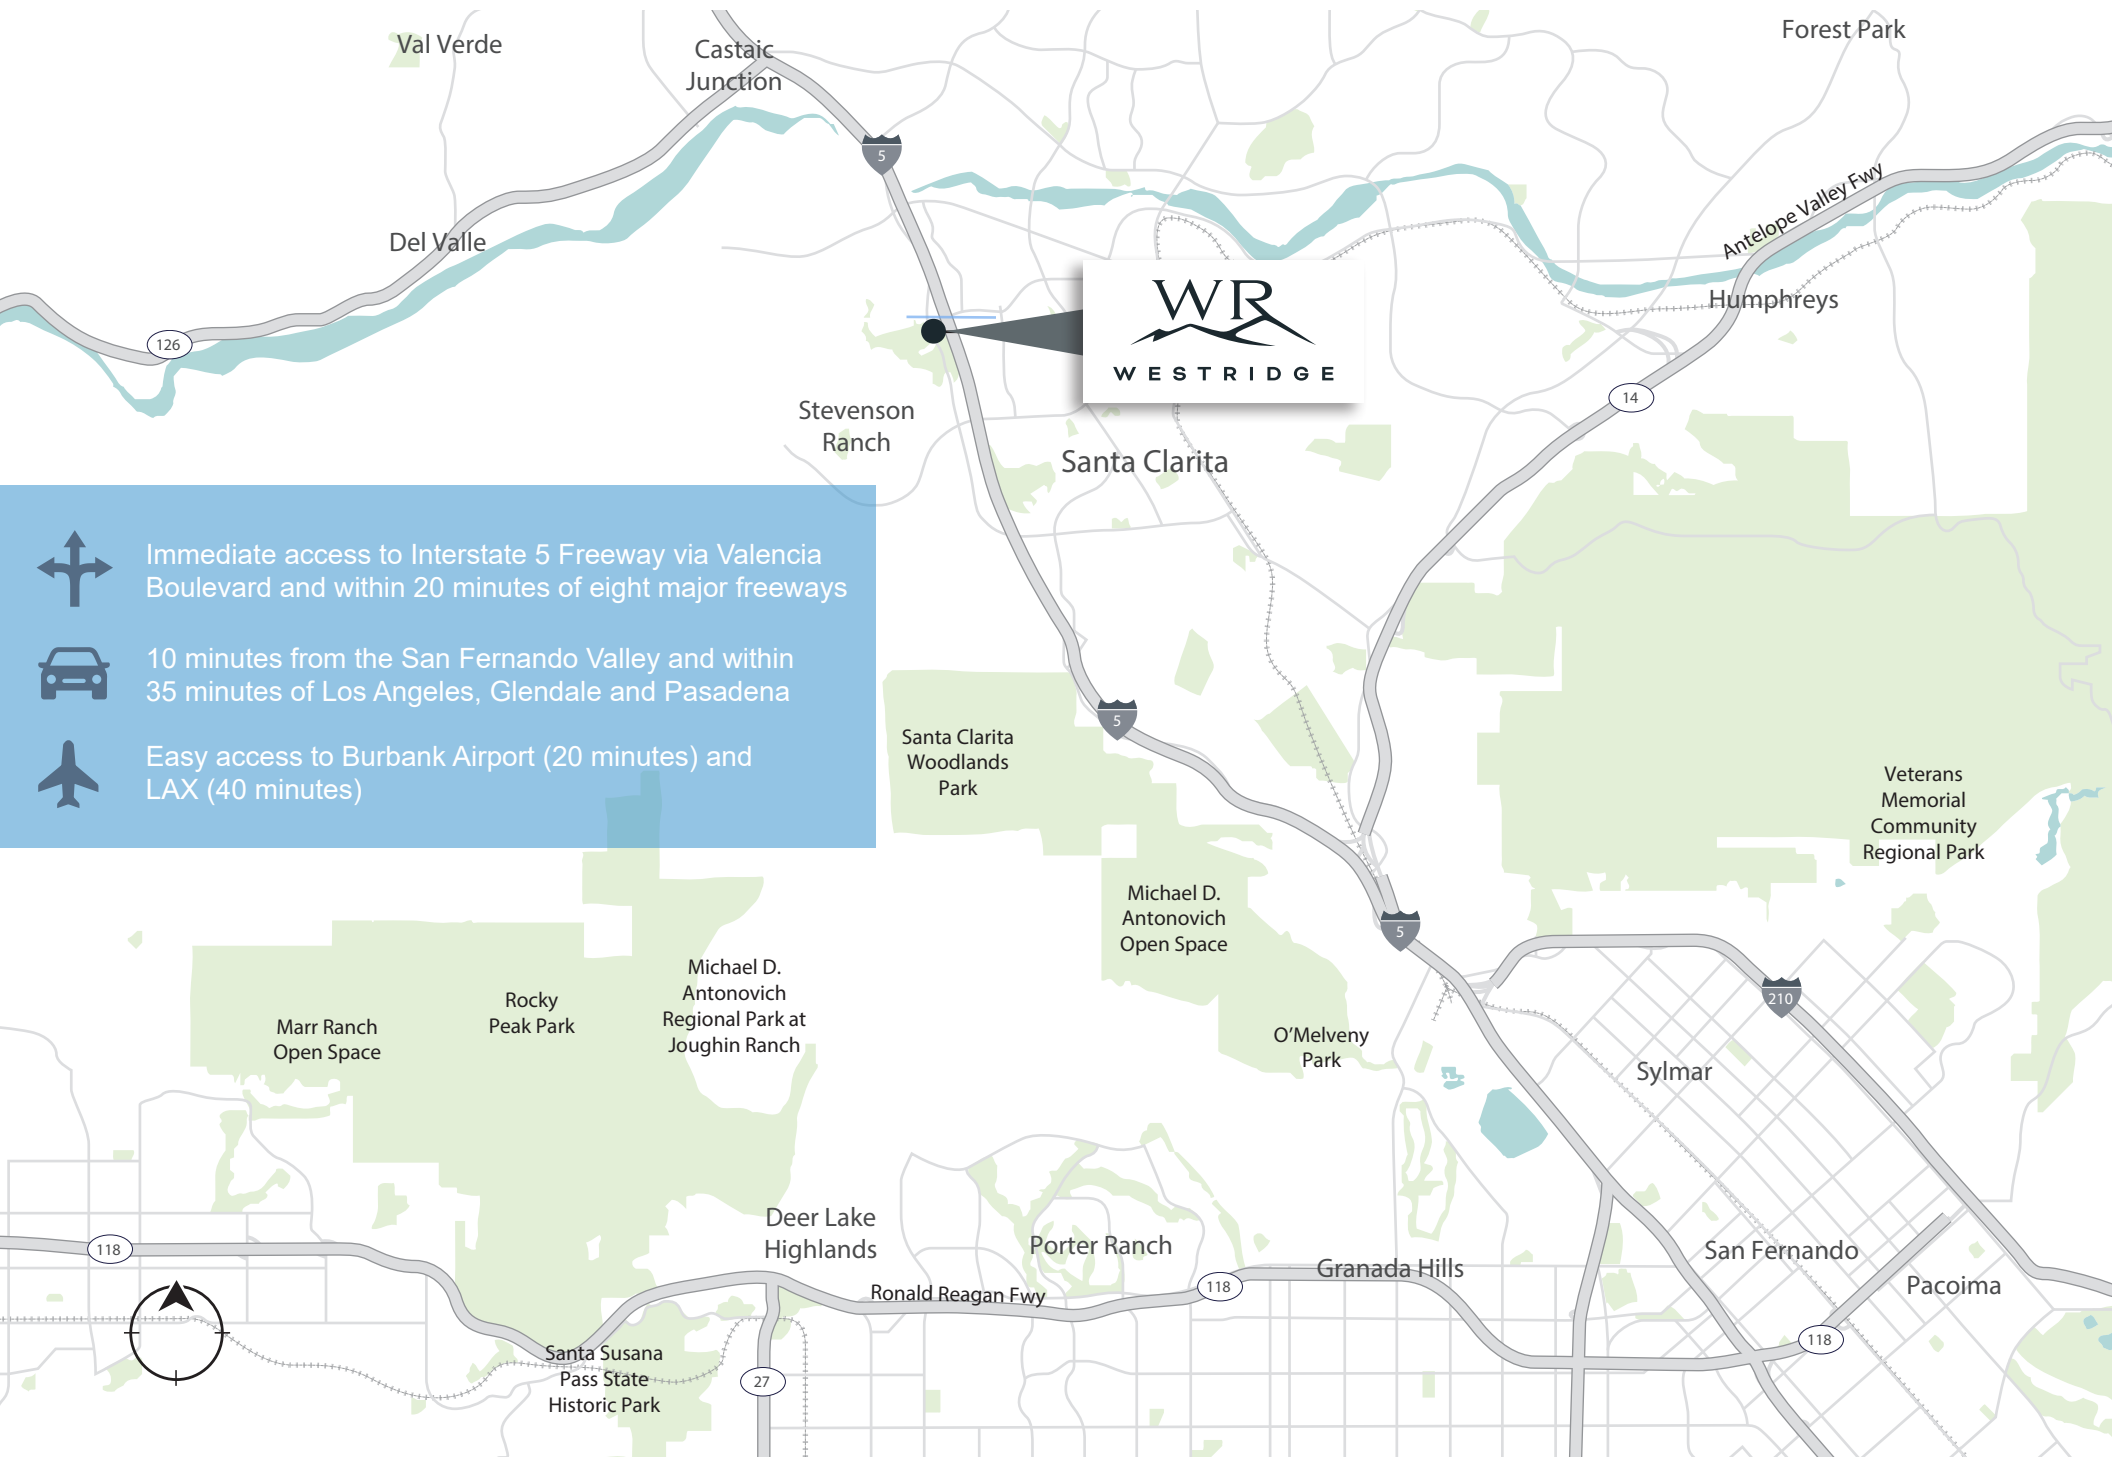 Val Verde
Castaic
Junction
Forest Park
5
Antelope Valley Fwy
Del Valle
Humphreys
126
WR
WESTRIDGE
14
Stevenson
Ranch
Santa Clarita
Immediate access to Interstate 5 Freeway via Valencia
Boulevard and within 20 minutes of eight major freeways
10 minutes from the San Fernando Valley and within
35 minutes of Los Angeles, Glendale and Pasadena
Easy access to Burbank Airport (20 minutes) and
LAX (40 minutes)
5
Santa Clarita
Woodlands
Park
Veterans
Memorial
Community
Regional Park
Michael D.
Antonovich
Open Space
5
210
Michael D.
Antonovich
Regional Park at
Joughin Ranch
Rocky
Peak Park
Marr Ranch
Open Space
O'Melveny
Park
Sylmar
Deer Lake
Highlands
Porter Ranch
118
Granada Hills
San Fernando
Pacoima
Ronald Reagan Fwy
118
118
Santa Susana
Pass State
Historic Park
27